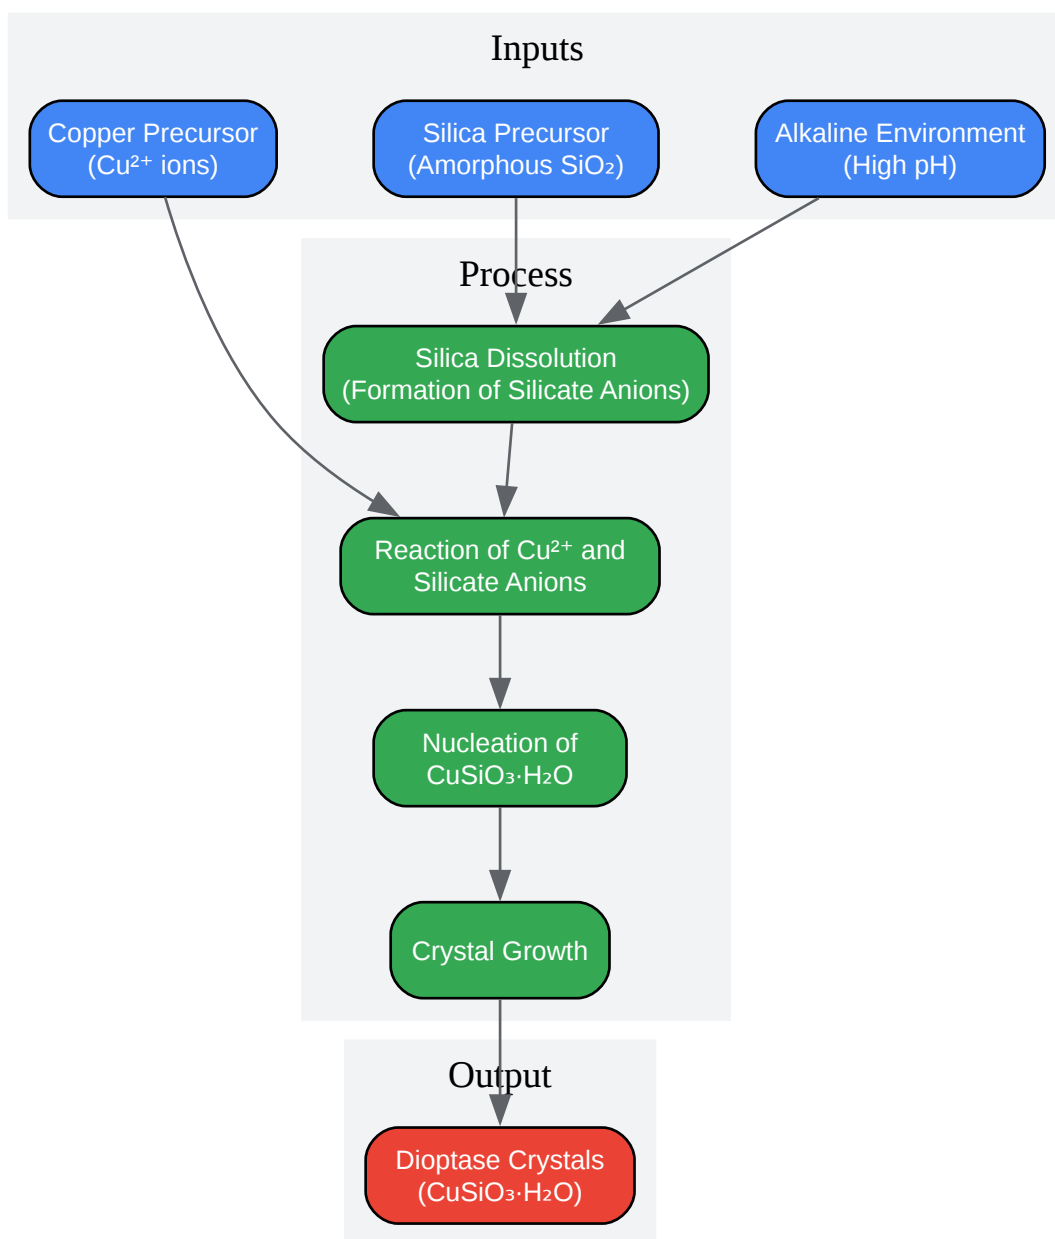 Inputs
Copper Precursor
(Cu²⁺ ions)
Silica Precursor
(Amorphous SiO₂)
Alkaline Environment
(High pH)
Process
Silica Dissolution
(Formation of Silicate Anions)
Reaction of Cu²⁺ and
Silicate Anions
Nucleation of
CuSiO₃·H₂O
Crystal Growth
Output
Dioptase Crystals
(CuSiO₃·H₂O)